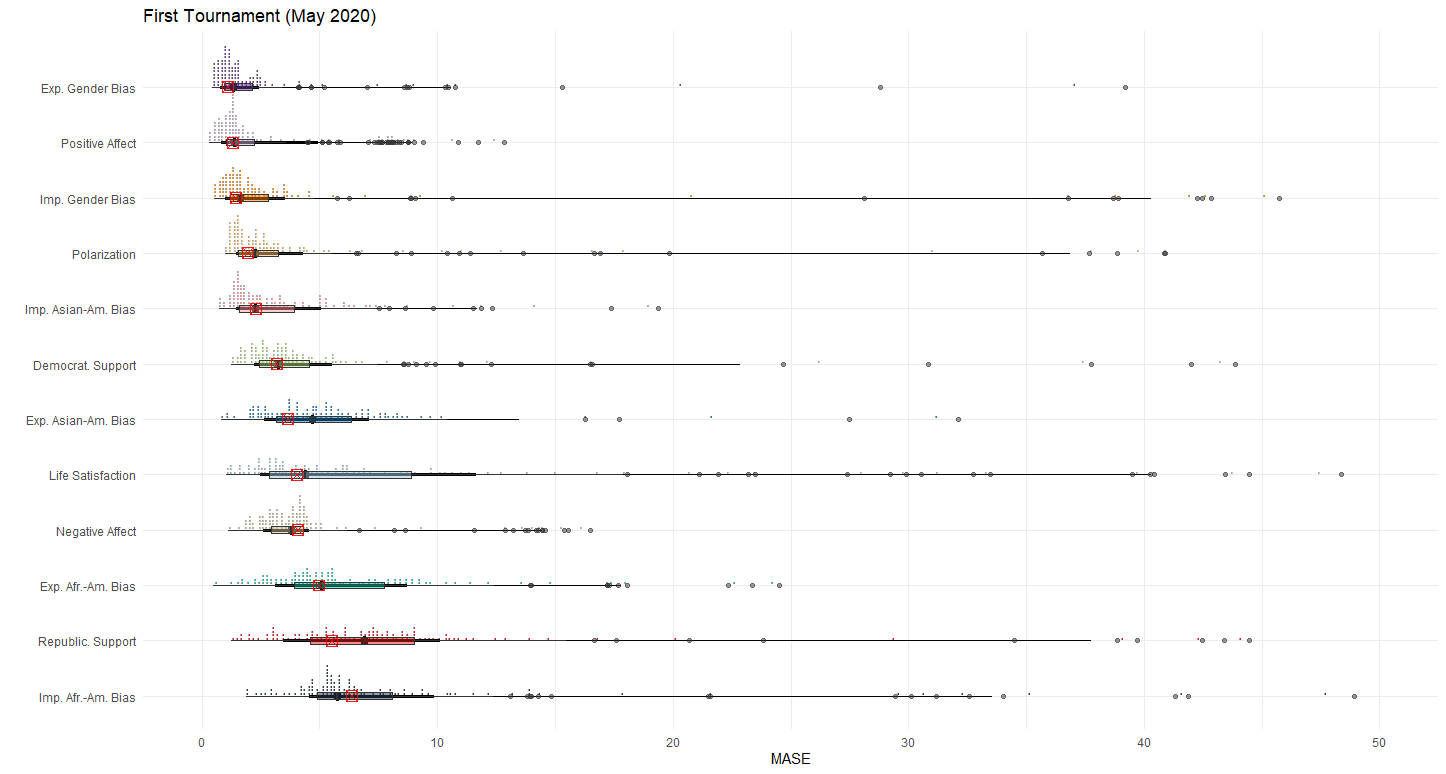 First Tournament (May 2020)
Exp. Gender Bias
Positive Affect
Imp. Gender Bias
Polarization
Imp. Asian-Am. Bias
Democrat. Support
Exp. Asian-Am. Bias
Life Satisfaction
Negative Affect
Exp. Afr.-Am. Bias
Republic. Support
Imp. Afr.-Am. Bias
0 10 20 30 40 50
MASE